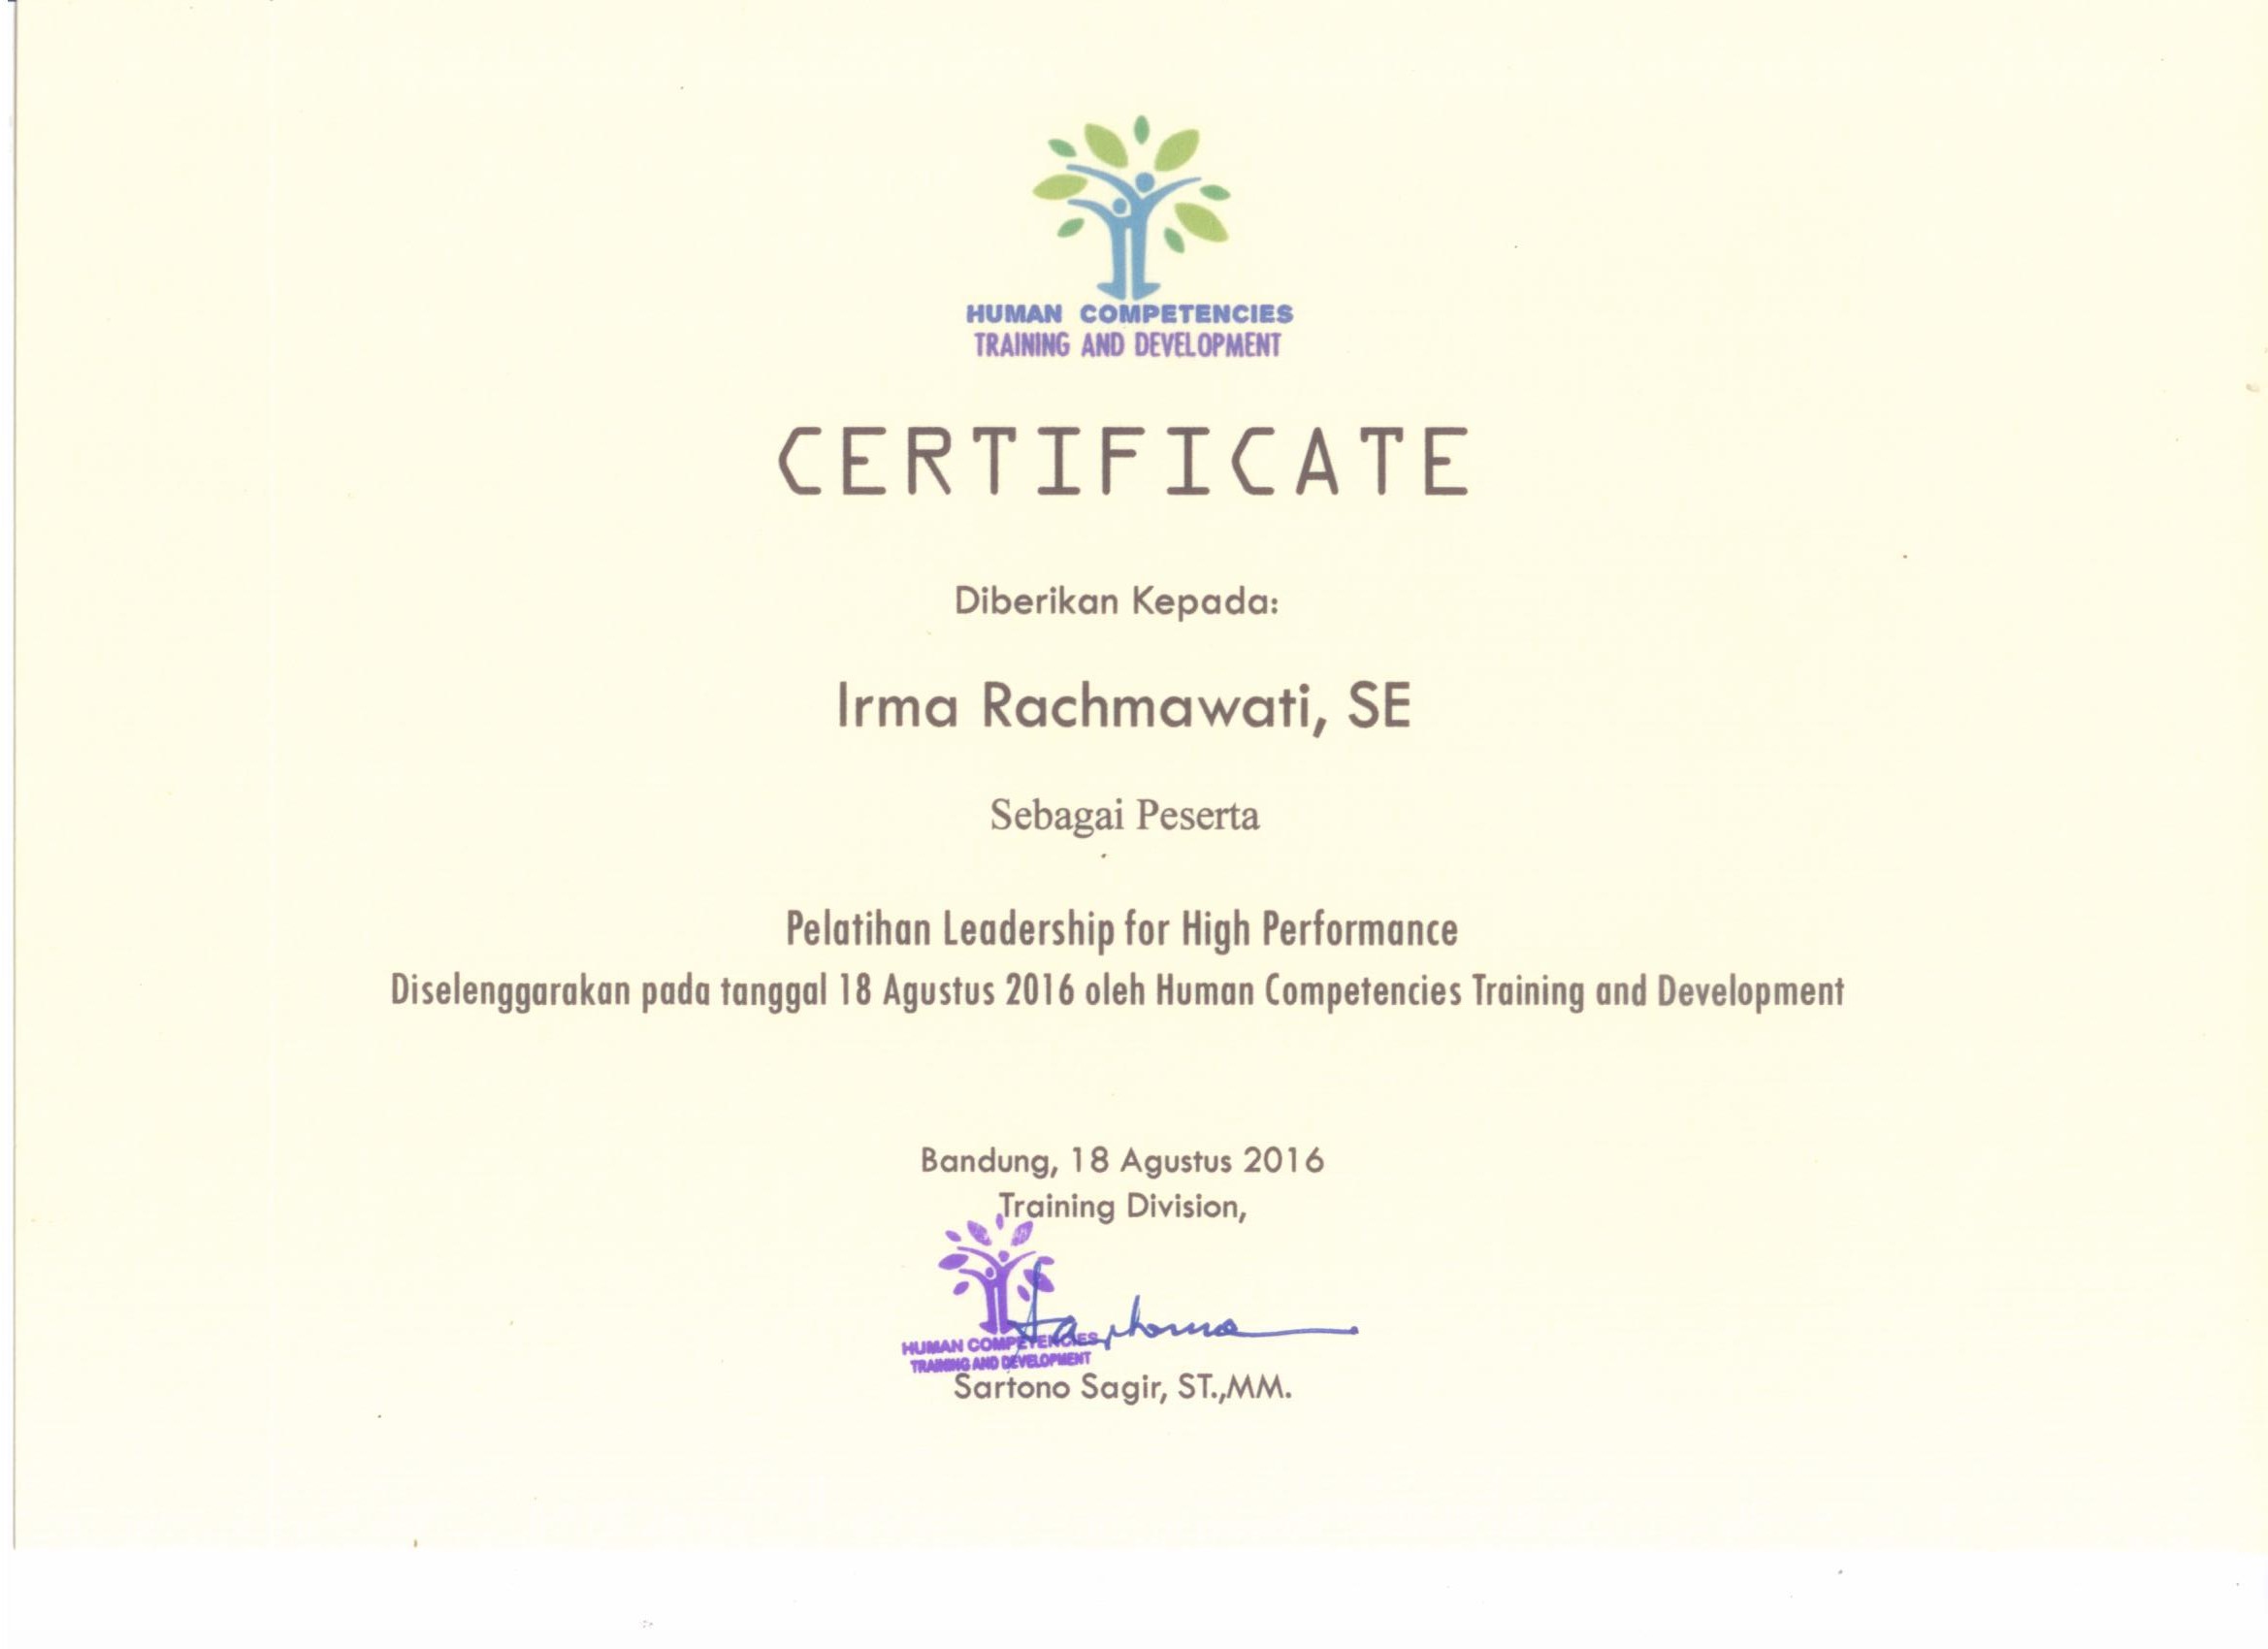 HUMAN COMPETENCIES
TRAINING AND DEVELOPMENT
CERTIFICATE
Diberikan Kepada:
Irma Rachmawati, SE
Sebagai Peserta
Pelatihan Leadership for High Performance
Diselenggarakan pada tanggal 18 Agustus 2016 oleh Human Competencies Training and Development
Bandung, 18 Agustus 2016
Training Division,
HUMAN COMPETENCIES
TRAINING AND DEVELOPMENT
Sartono Sagir, ST.,MM.